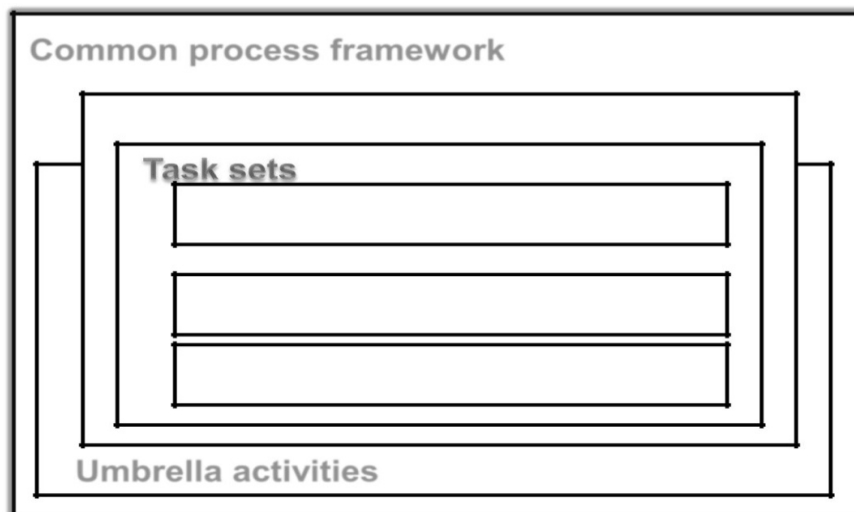 Common process framework
Task sets
Umbrella activities